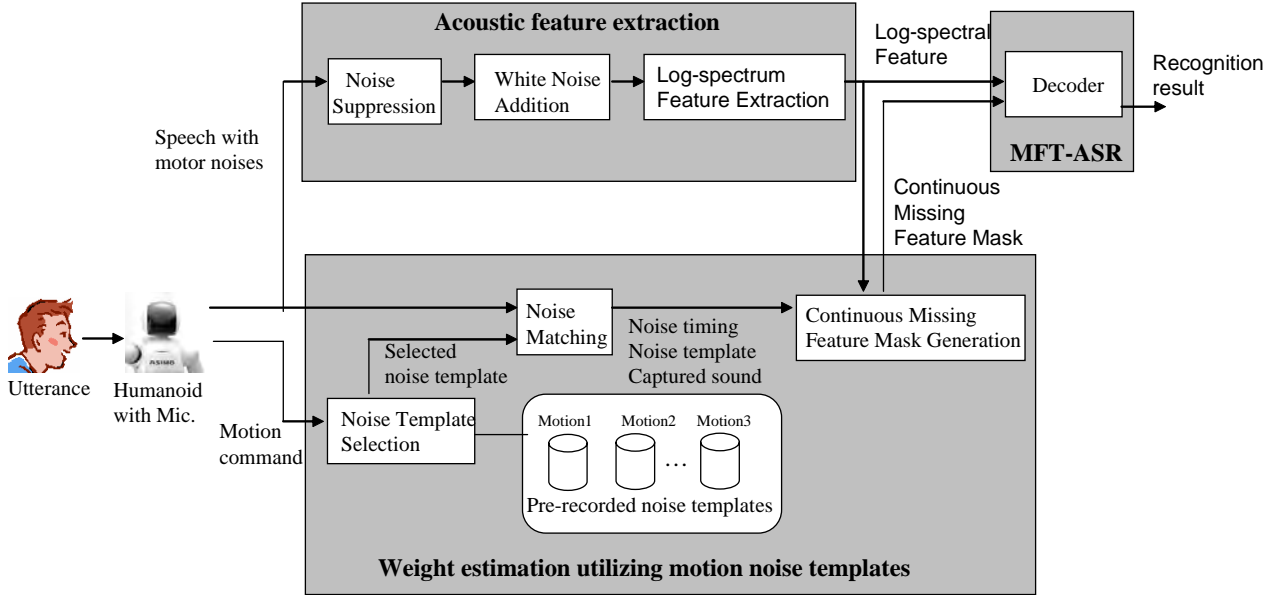 Acoustic feature extraction
Noise
Suppression
White Noise
Addition
Log-spectrum
Feature Extraction
Log-spectral
Feature
Decoder
MFT-ASR
Recognition
result
Speech with
motor noises
Continuous
Missing
Feature Mask
Utterance
ASIMO
Humanoid
with Mic.
Motion
command
Noise
Matching
Selected
noise template
Noise timing
Noise template
Captured sound
Continuous Missing
Feature Mask Generation
Noise Template
Selection
Motion1
Motion2
Motion3
…
Pre-recorded noise templates
Weight estimation utilizing motion noise templates